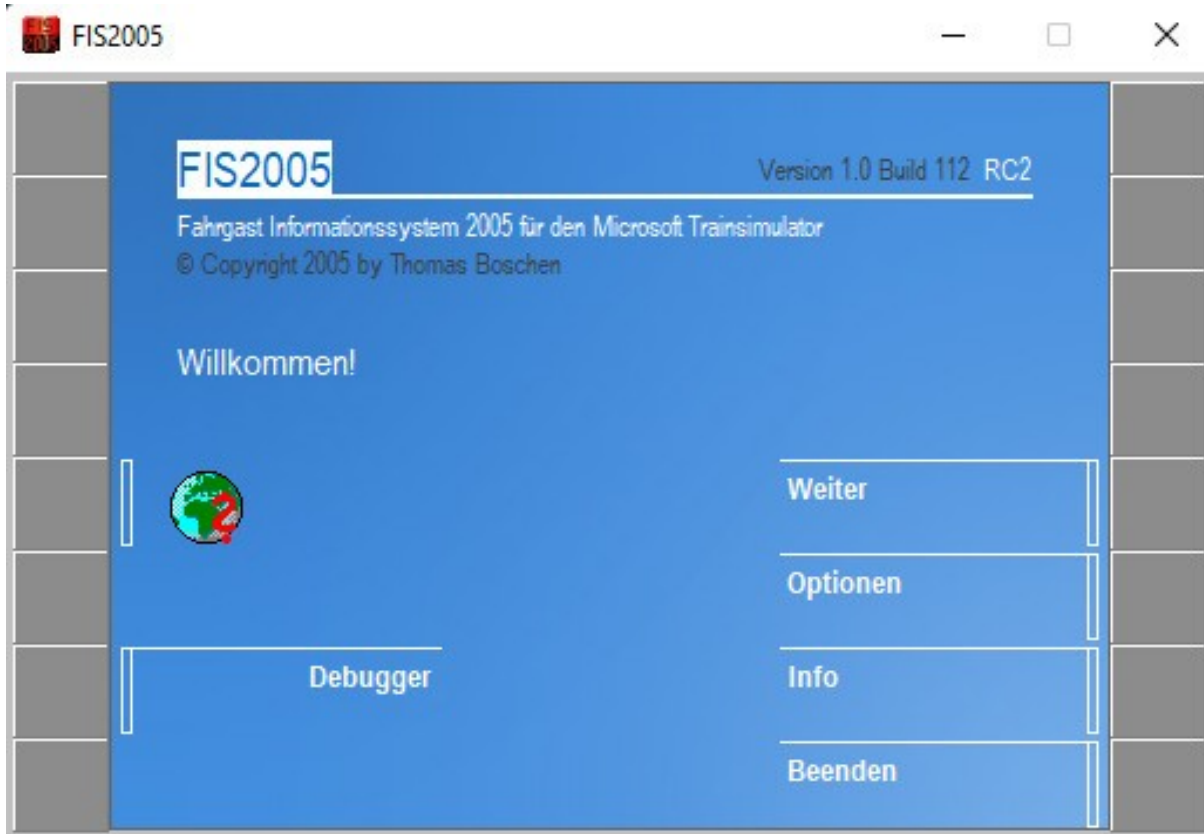 FIS2005
FIS2005
Version 1.0 Build 112 RC2
Fahrgast Informationssystem 2005 für den Microsoft Trainsimulator
© Copyright 2005 by Thomas Boschen
Willkommen!
Weiter
Optionen
Debugger
Info
Beenden